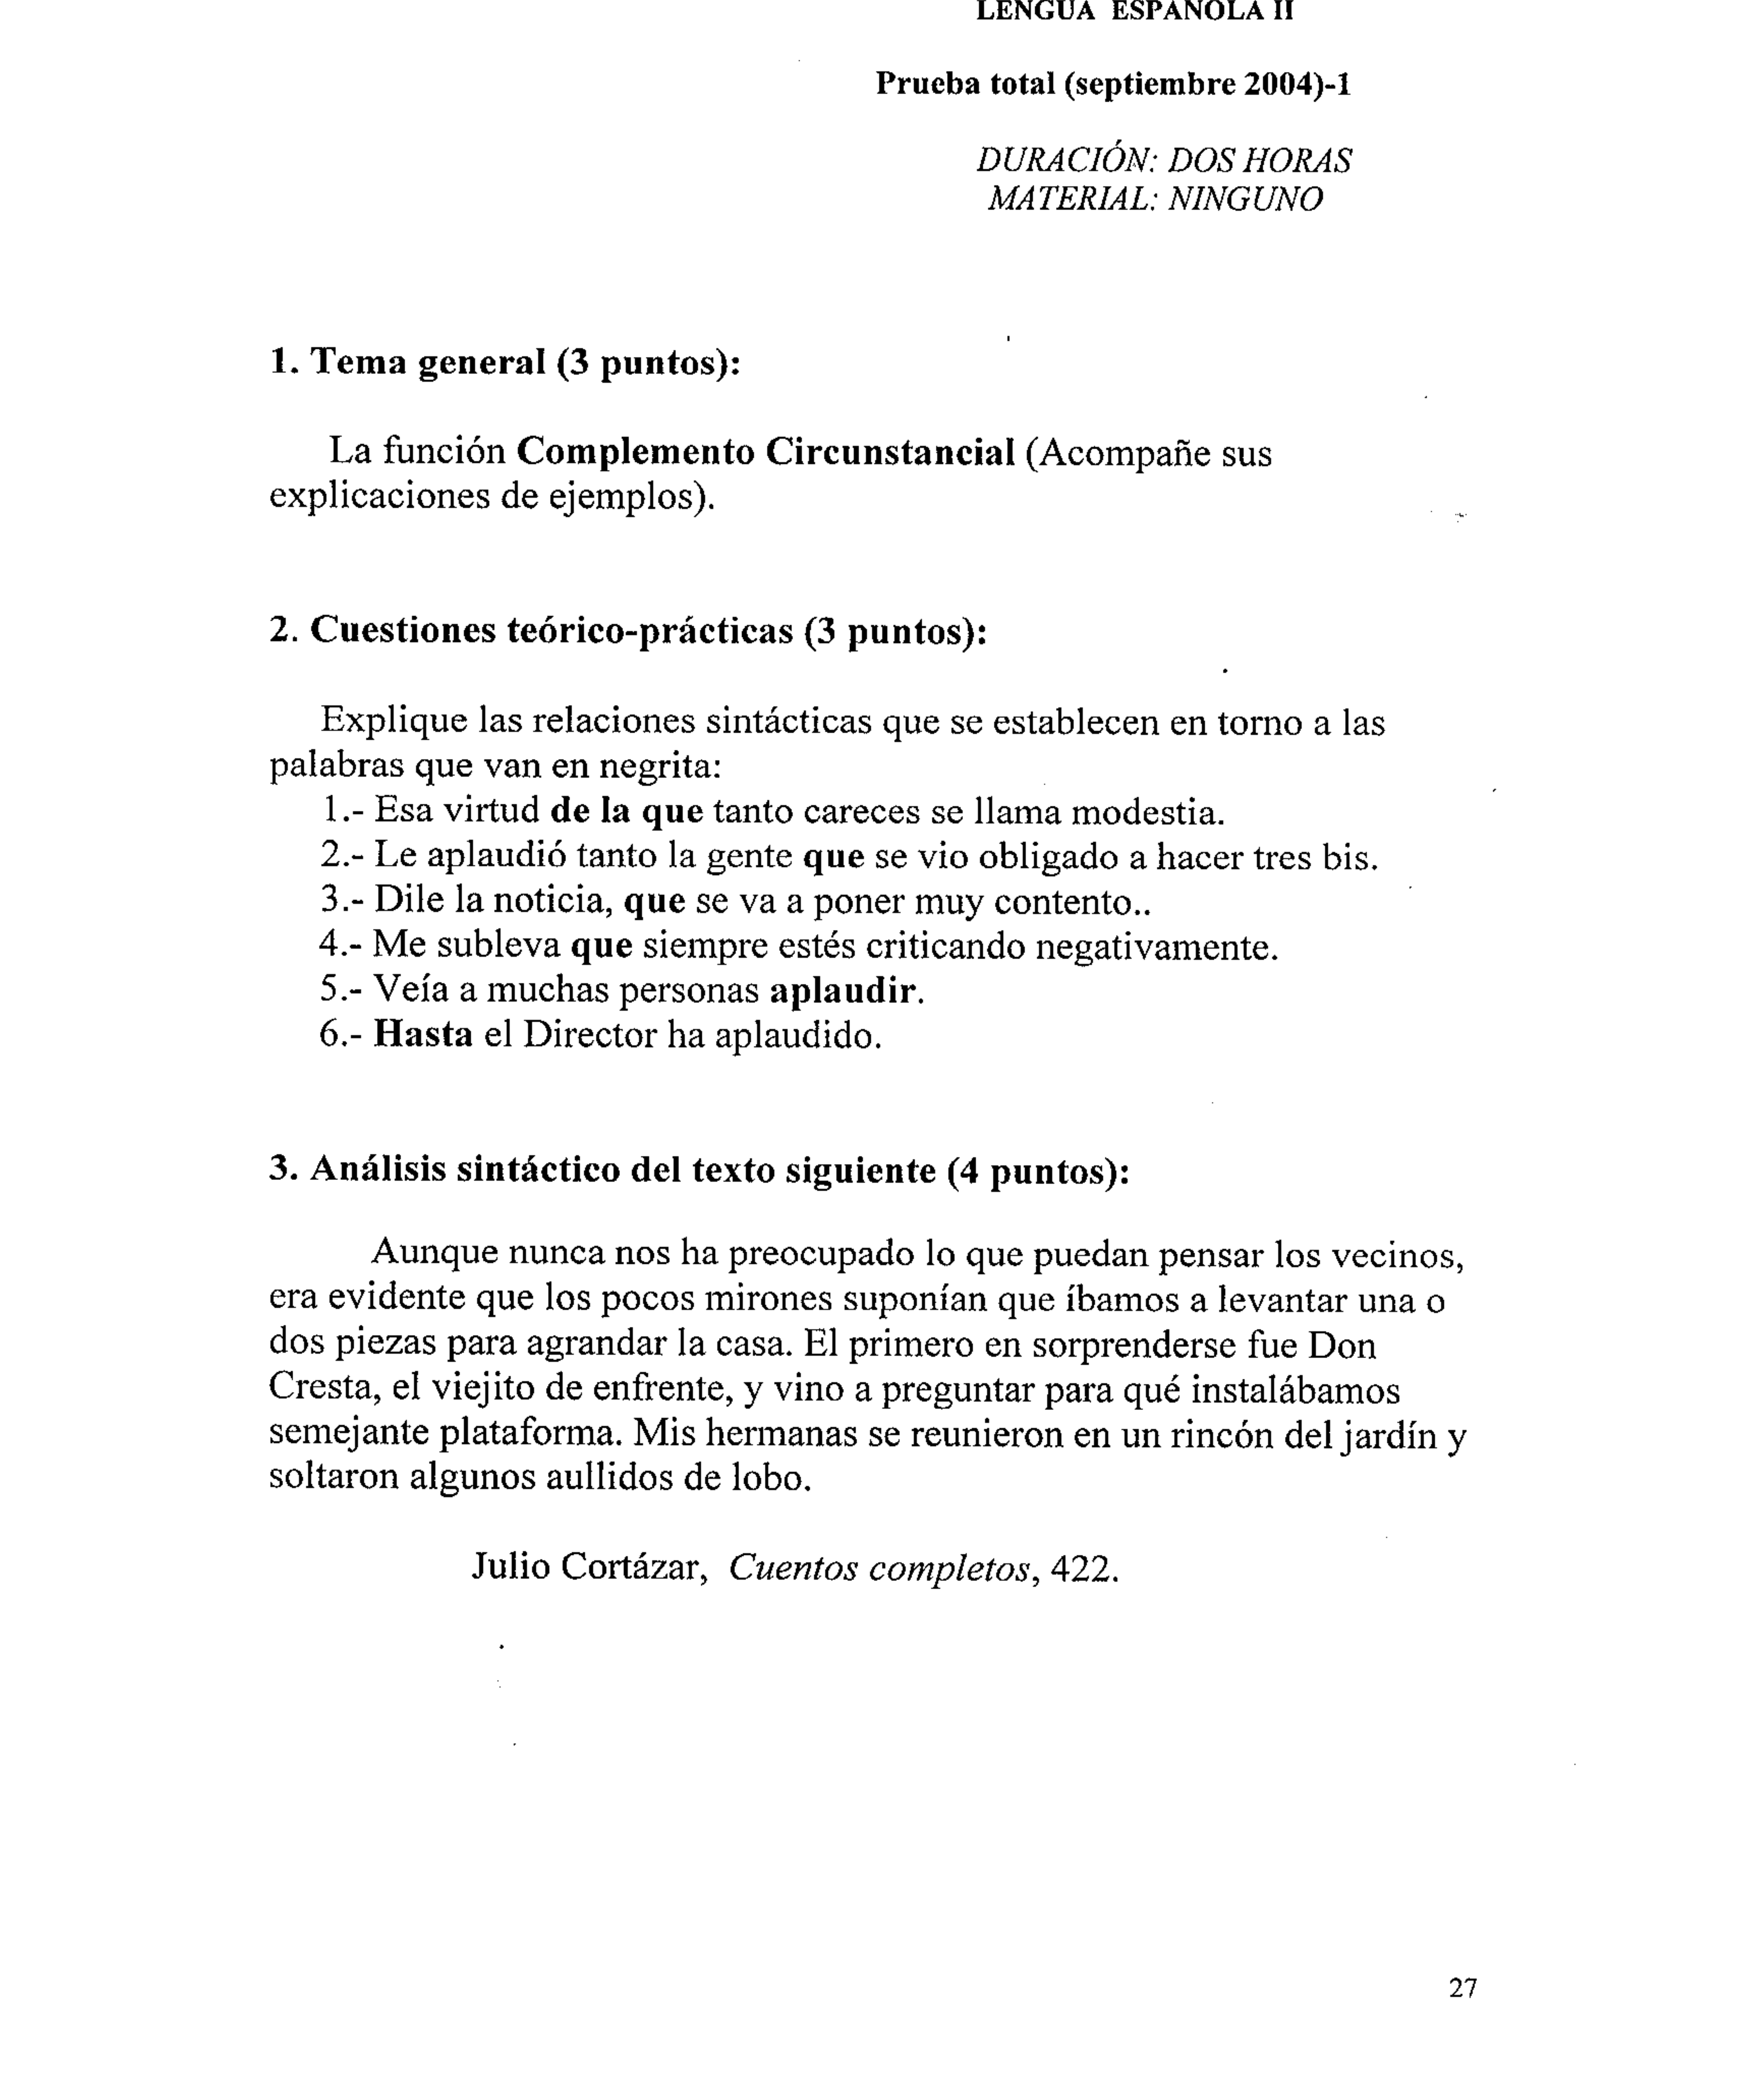 LENGUA ESPAÑOLA II
Prueba total (septiembre 2004)-1
DURACIÓN: DOS HORAS
MATERIAL: NINGUNO
1. Tema general (3 puntos):
La función Complemento Circunstancial (Acompañe sus
explicaciones de ejemplos).
2. Cuestiones teórico-prácticas (3 puntos):
Explique las relaciones sintácticas que se establecen en torno a las
palabras que van en negrita:
1.- Esa virtud de la que tanto careces se llama modestia.
2.- Le aplaudió tanto la gente que se vio obligado a hacer tres bis.
3.- Dile la noticia, que se va a poner muy contento..
4.- Me subleva que siempre estés criticando negativamente.
5.- Veía a muchas personas aplaudir.
6.- Hasta el Director ha aplaudido.
3. Análisis sintáctico del texto siguiente (4 puntos):
Aunque nunca nos ha preocupado lo que puedan pensar los vecinos,
era evidente que los pocos mirones suponían que íbamos a levantar una o
dos piezas para agrandar la casa. El primero en sorprenderse fue Don
Cresta, el viejito de enfrente, y vino a preguntar para qué instalábamos
semejante plataforma. Mis hermanas se reunieron en un rincón del jardín y
soltaron algunos aullidos de lobo.
Julio Cortázar, Cuentos completos, 422.
27